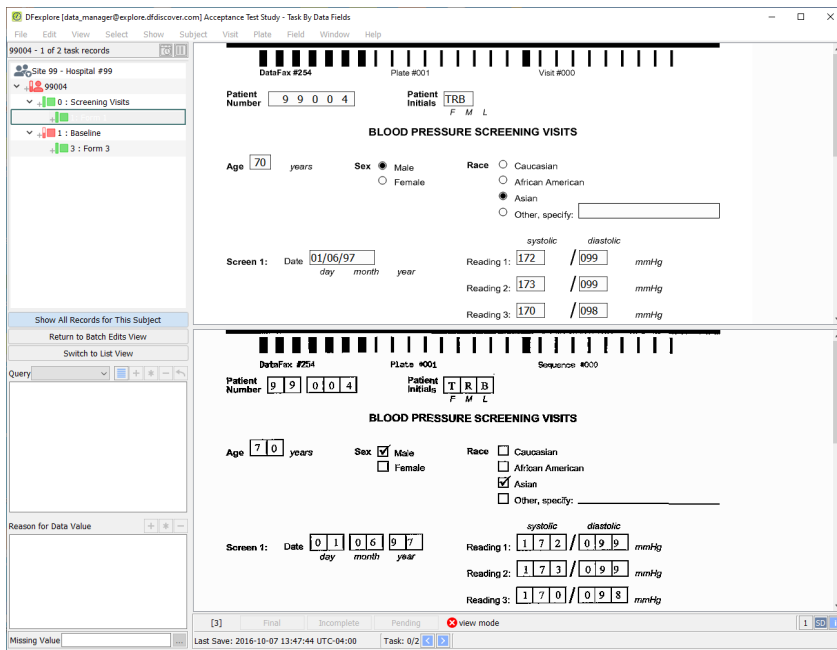 DFexplore [data_manager@explore.dfdiscover.com] Acceptance Test Study - Task By Data Fields
File Edit View Select Show Subject Visit Plate Field Window Help
99004 - 1 of 2 task records
Site 99 - Hospital #99
99004
0 : Screening Visits
1 : Baseline
3 : Form 3
Show All Records for This Subject
Return to Batch Edits View
Switch to List View
Query
Reason for Data Value
Missing Value
...
DataFax #254 Plate #001 Visit #000
Patient Number 9 9 0 0 4 Patient Initials TRB
F M L
BLOOD PRESSURE SCREENING VISITS
Age 70 years Sex Male Race Caucasian
Female African American
Asian
Other, specify:
systolic diastolic
Screen 1: Date 01/06/97 Reading 1: 172 / 099 mmHg
day month year
Reading 2: 173 / 099 mmHg
Reading 3: 170 / 098 mmHg
DataFax #254 Plate #001 Sequence #000
Patient Number 9 9 0 0 4 Patient Initials T R B
F M L
BLOOD PRESSURE SCREENING VISITS
Age 7 0 years Sex Male Race Caucasian
Female African American
Asian
Other, specify:
systolic diastolic
Screen 1: Date 0 1 0 6 9 7 Reading 1: 1 7 2 / 0 9 9 mmHg
day month year
Reading 2: 1 7 3 / 0 9 9 mmHg
Reading 3: 1 7 0 / 0 9 8 mmHg
[3] Final Incomplete Pending view mode 1 SD
Last Save: 2016-10-07 13:47:44 UTC-04:00 Task: 0/2